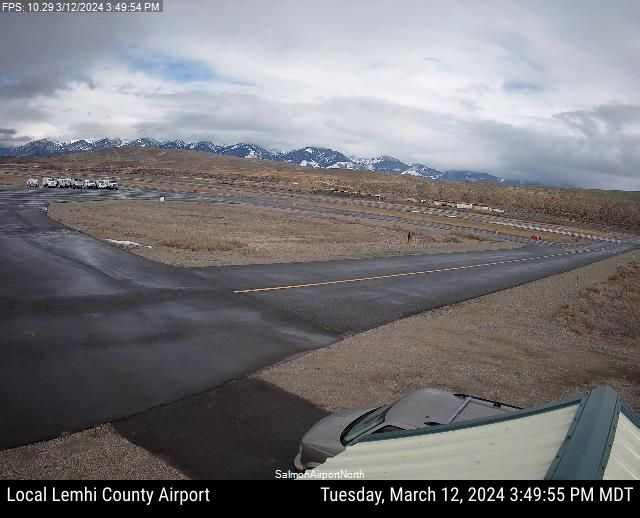 FPS: 10.29 3/12/2024 3:49:54 PM
SalmonAirportNorth
Local Lemhi County Airport Tuesday, March 12, 2024 3:49:55 PM MDT